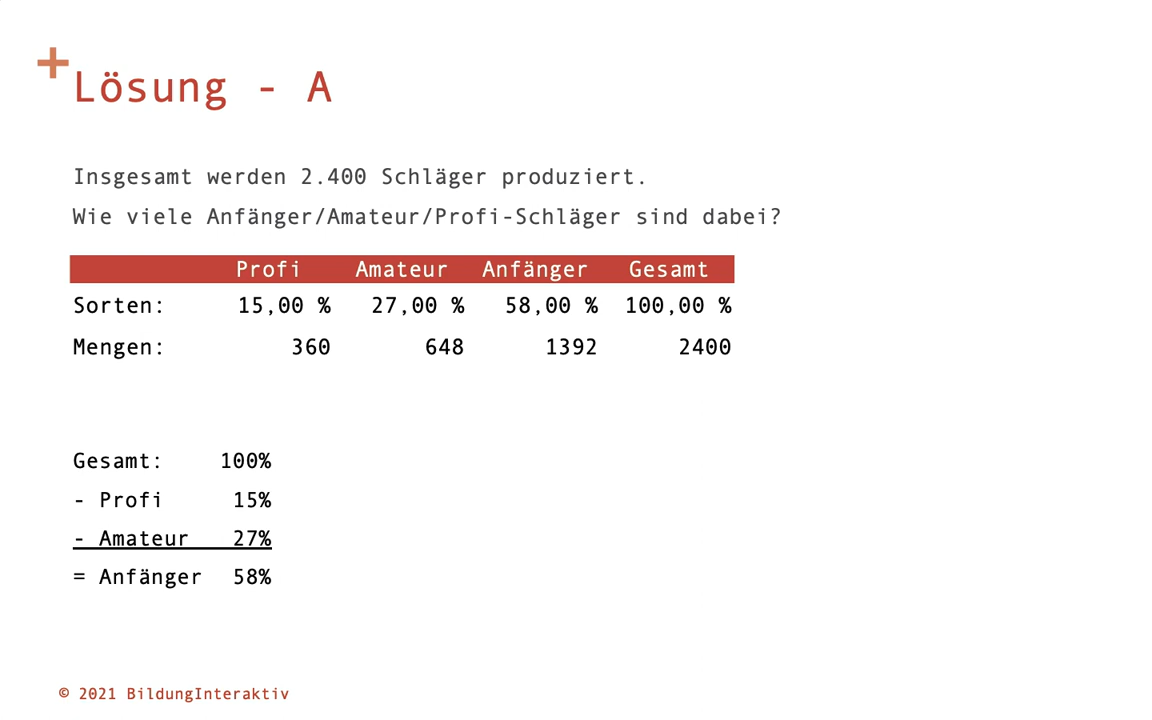 Lösung - A
Insgesamt werden 2.400 Schläger produziert.
Wie viele Anfänger/Amateur/Profi-Schläger sind dabei?
Profi Amateur Anfänger Gesamt
Sorten: 15,00 % 27,00 % 58,00 % 100,00 %
Mengen: 360 648 1392 2400
Gesamt: 100%
- Profi 15%
- Amateur 27%
= Anfänger 58%
© 2021 BildungInteraktiv